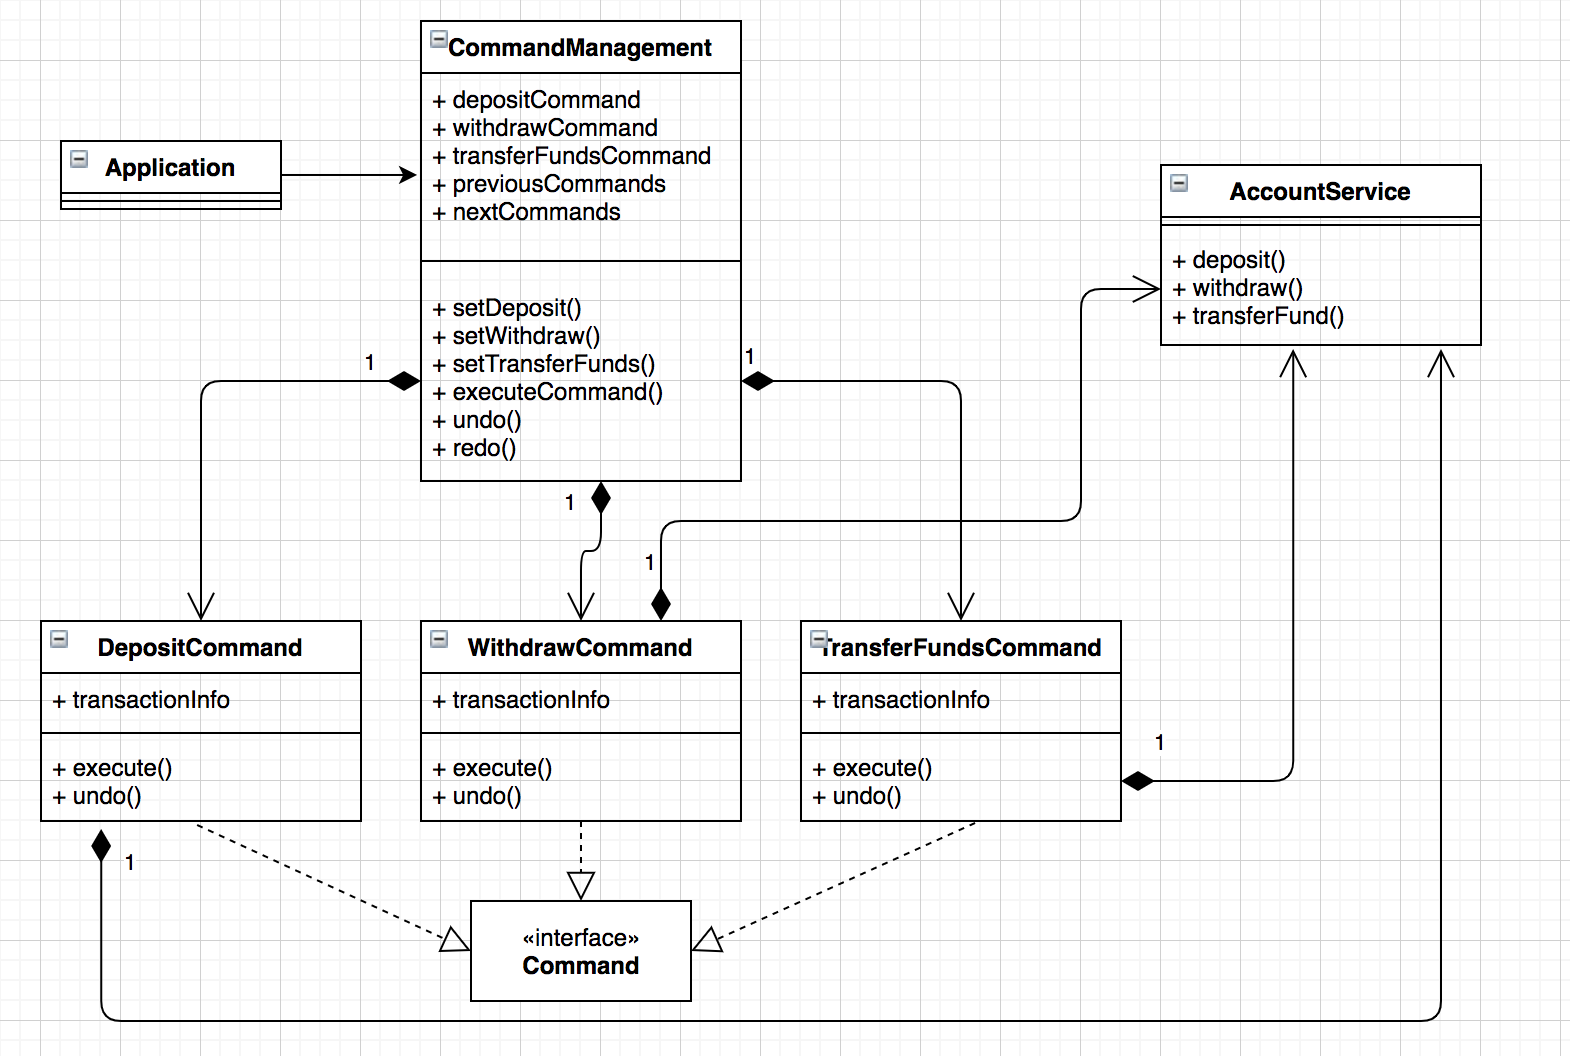 CommandManagement
+ depositCommand
+ withdrawCommand
+ transferFundsCommand
+ previousCommands
+ nextCommands
+ setDeposit()
+ setWithdraw()
+ setTransferFunds()
+ executeCommand()
+ undo()
+ redo()
Application
AccountService
+ deposit()
+ withdraw()
+ transferFund()
1
1
1
1
DepositCommand
+ transactionInfo
+ execute()
+ undo()
WithdrawCommand
+ transactionInfo
+ execute()
+ undo()
TransferFundsCommand
+ transactionInfo
+ execute()
+ undo()
1
1
«interface»
Command